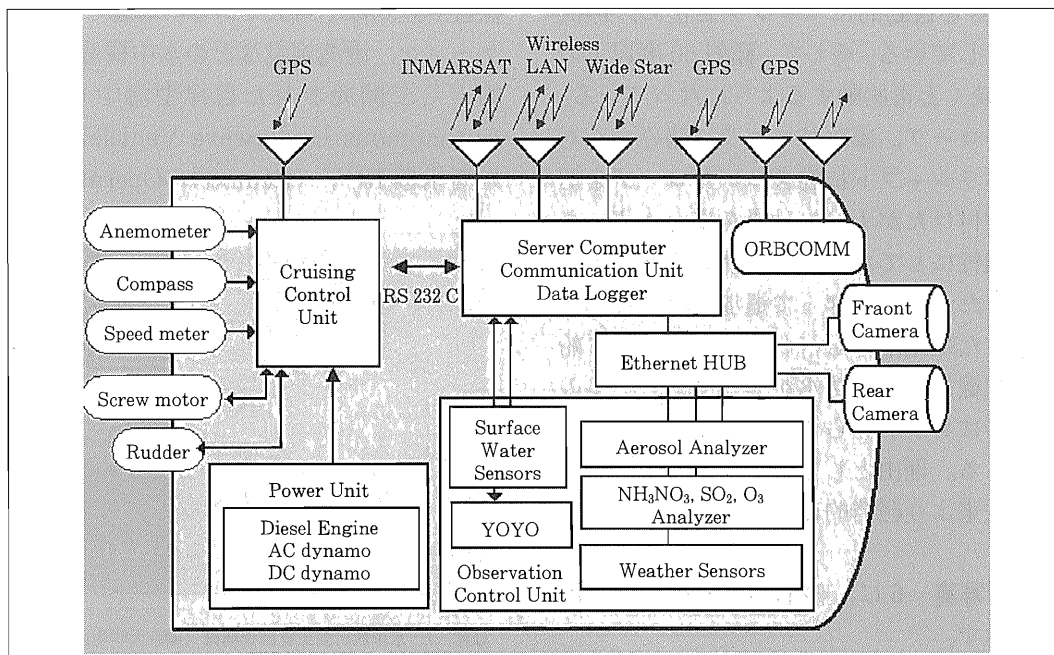 Wireless
GPS INMARSAT LAN Wide Star GPS GPS
Anemometer
Compass
Speed meter
Screw motor
Rudder
Cruising
Control
Unit
RS 232 C
Server Computer
Communication Unit
Data Logger
ORBCOMM
Fraont
Camera
Ethernet HUB
Rear
Camera
Power Unit
Diesel Engine
AC dynamo
DC dynamo
Surface
Water
Sensors
YOYO
Observation
Control Unit
Aerosol Analyzer
NH₃NO₃, SO₂, O₃
Analyzer
Weather Sensors